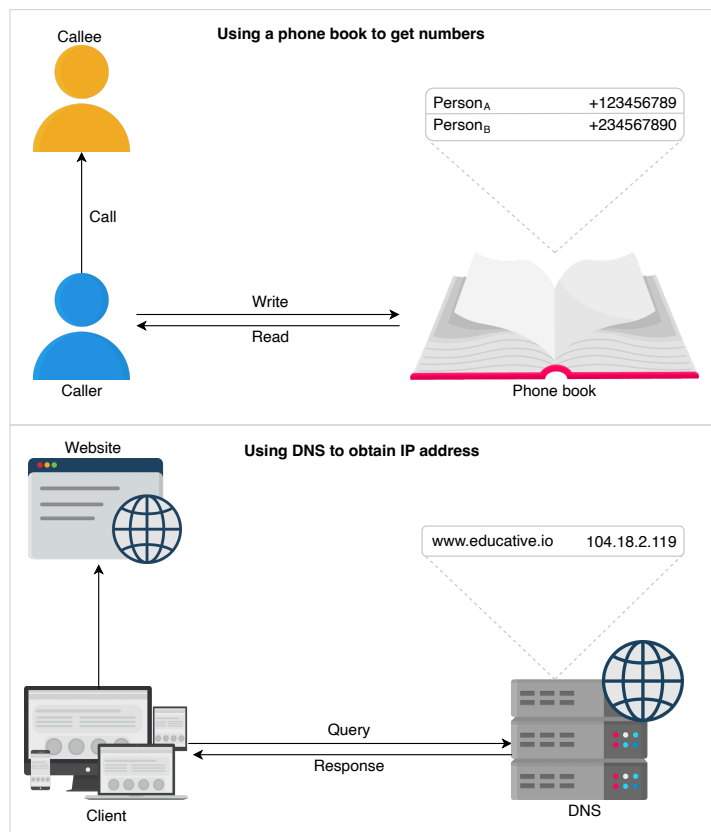 Callee
Using a phone book to get numbers
PersonA +123456789
PersonB +234567890
Call
Write
Read
Caller
Phone book
Website
Using DNS to obtain IP address
www.educative.io 104.18.2.119
Query
Response
Client
DNS